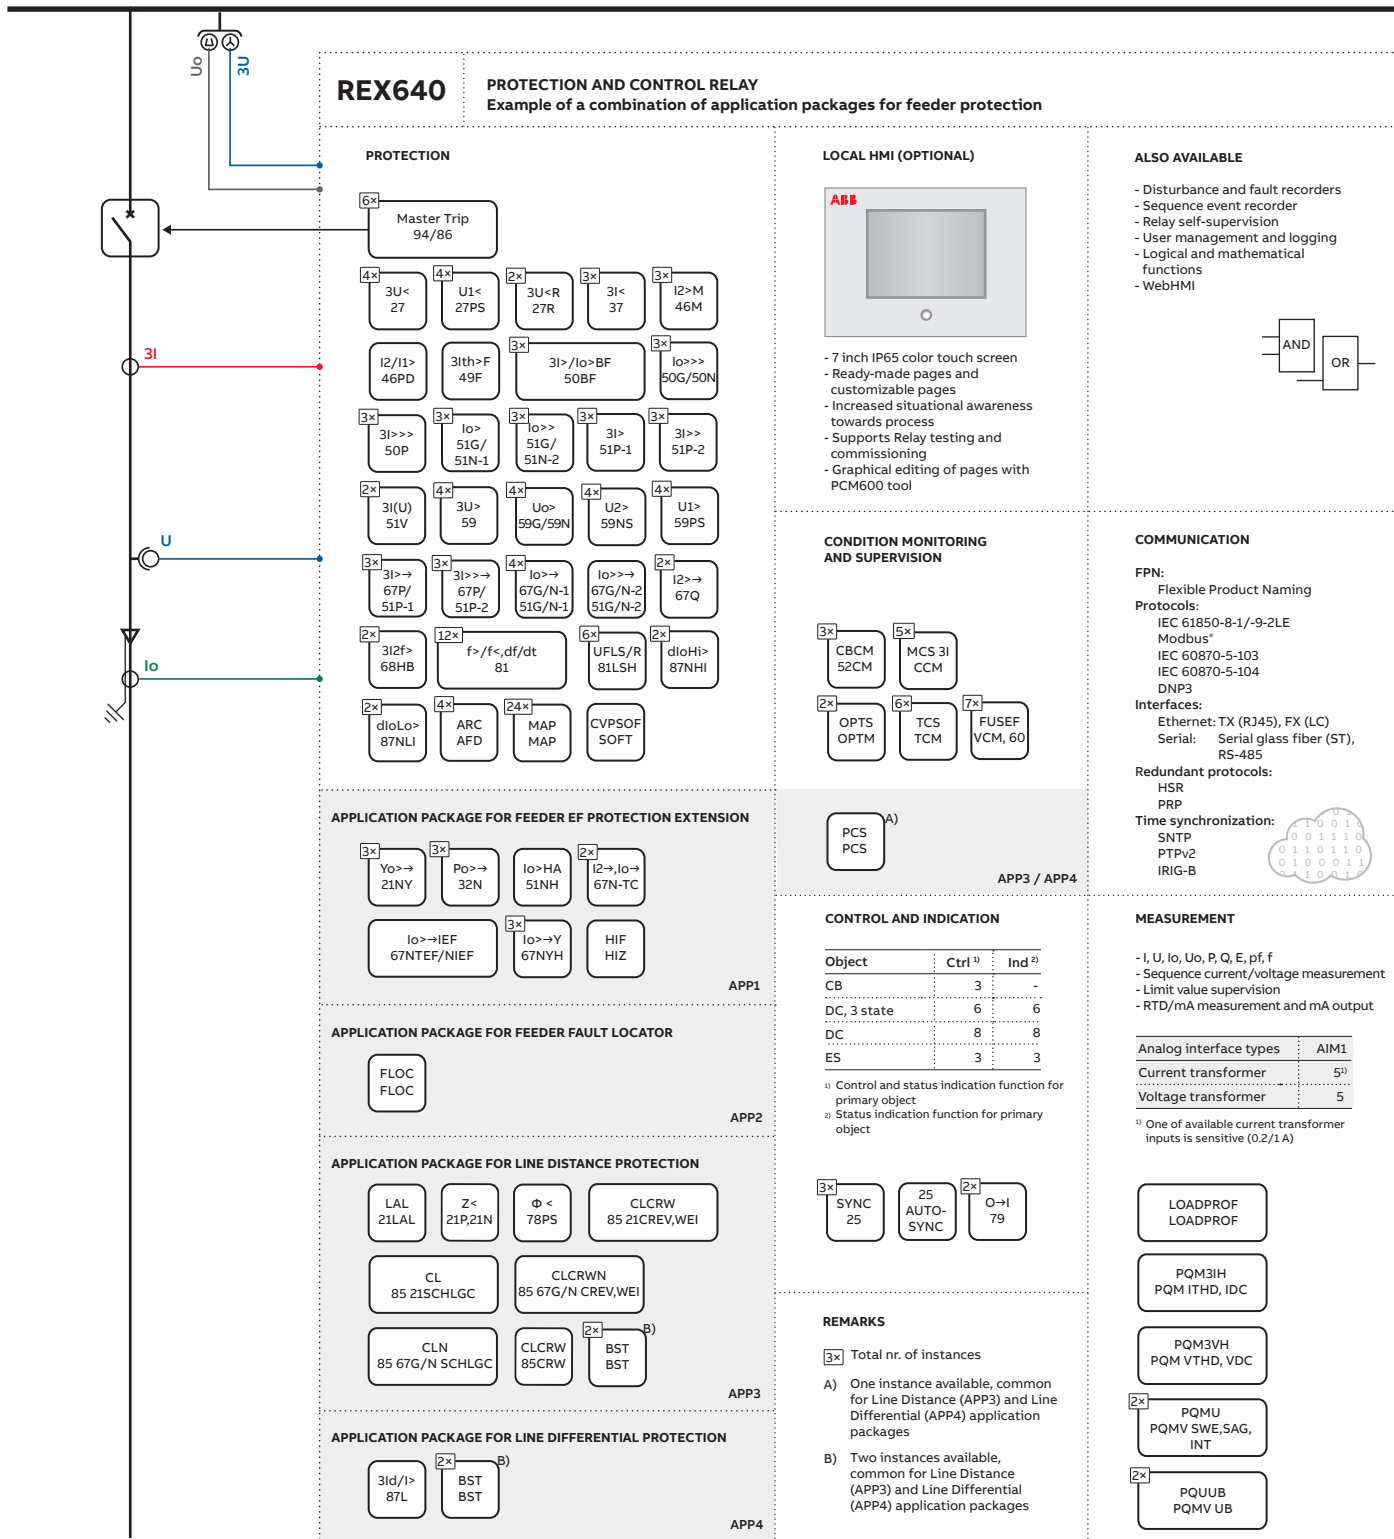 Uo
3U
REX640
PROTECTION AND CONTROL RELAY
Example of a combination of application packages for feeder protection
PROTECTION
6×
Master Trip
94/86
4×
3U<
27
4×
U1<
27PS
2×
3U<R
27R
3×
3I<
37
3×
I2>M
46M
3I
I2/I1>
46PD
3Ith>F
49F
3×
3I>/Io>BF
50BF
3×
Io>>>
50G/50N
3×
3I>>>
50P
3×
Io>
51G/
51N-1
3×
Io>>
51G/
51N-2
3×
3I>
51P-1
3×
3I>>
51P-2
2×
3I(U)
51V
4×
3U>
59
4×
Uo>
59G/59N
4×
U2>
59NS
4×
U1>
59PS
U
3×
3I>→
67P/
51P-1
3×
3I>>→
67P/
51P-2
4×
Io>→
67G/N-1
51G/N-1
Io>>→
67G/N-2
51G/N-2
2×
I2>→
67Q
Io
2×
3I2f>
68HB
12×
f>/f<,df/dt
81
6×
UFLS/R
81LSH
2×
dIoHi>
87NHI
2×
dIoLo>
87NLI
4×
ARC
AFD
24×
MAP
MAP
CVPSOF
SOFT
APPLICATION PACKAGE FOR FEEDER EF PROTECTION EXTENSION
3×
Yo>→
21NY
3×
Po>→
32N
Io>HA
51NH
2×
I2→,Io→
67N-TC
Io>→IEF
67NTEF/NIEF
3×
Io>→Y
67NYH
HIF
HIZ
APP1
APPLICATION PACKAGE FOR FEEDER FAULT LOCATOR
FLOC
FLOC
APP2
APPLICATION PACKAGE FOR LINE DISTANCE PROTECTION
LAL
21LAL
Z<
21P,21N
Φ <
78PS
CLCRW
85 21CREV,WEI
CL
85 21SCHLGC
CLCRWN
85 67G/N CREV,WEI
CLN
85 67G/N SCHLGC
CLCRW
85CRW
2×
BST
BST
B)
APP3
APPLICATION PACKAGE FOR LINE DIFFERENTIAL PROTECTION
3Id/I>
87L
2×
BST
BST
B)
APP4
LOCAL HMI (OPTIONAL)
ABB
- 7 inch IP65 color touch screen
- Ready-made pages and
customizable pages
- Increased situational awareness
towards process
- Supports Relay testing and
commissioning
- Graphical editing of pages with
PCM600 tool
CONDITION MONITORING
AND SUPERVISION
3×
CBCM
52CM
5×
MCS 3I
CCM
2×
OPTS
OPTM
6×
TCS
TCM
7×
FUSEF
VCM, 60
PCS
PCS
A)
APP3 / APP4
CONTROL AND INDICATION
Object Ctrl 1) Ind 2)
CB 3 -
DC, 3 state 6 6
DC 8 8
ES 3 3
1) Control and status indication function for
primary object
2) Status indication function for primary
object
3×
SYNC
25
25
AUTO-
SYNC
2×
O→I
79
REMARKS
3× Total nr. of instances
A) One instance available, common
for Line Distance (APP3) and Line
Differential (APP4) application
packages
B) Two instances available,
common for Line Distance
(APP3) and Line Differential
(APP4) application packages
ALSO AVAILABLE
- Disturbance and fault recorders
- Sequence event recorder
- Relay self-supervision
- User management and logging
- Logical and mathematical
functions
- WebHMI
AND
OR
COMMUNICATION
FPN:
Flexible Product Naming
Protocols:
IEC 61850-8-1/-9-2LE
Modbus®
IEC 60870-5-103
IEC 60870-5-104
DNP3
Interfaces:
Ethernet: TX (RJ45), FX (LC)
Serial: Serial glass fiber (ST),
RS-485
Redundant protocols:
HSR
PRP
Time synchronization:
SNTP
PTPv2
IRIG-B
MEASUREMENT
- I, U, Io, Uo, P, Q, E, pf, f
- Sequence current/voltage measurement
- Limit value supervision
- RTD/mA measurement and mA output
Analog interface types AIM1
Current transformer 5 1)
Voltage transformer 5
1) One of available current transformer
inputs is sensitive (0.2/1 A)
LOADPROF
LOADPROF
PQM3IH
PQM ITHD, IDC
PQM3VH
PQM VTHD, VDC
2×
PQMU
PQMV SWE,SAG,
INT
2×
PQUUB
PQMV UB